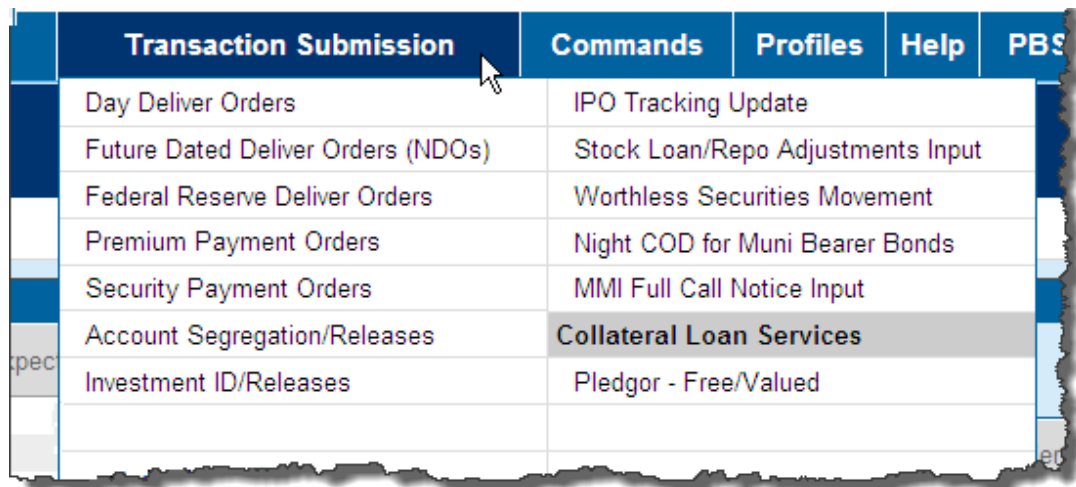 Transaction Submission Commands Profiles Help PBS
Day Deliver Orders
Future Dated Deliver Orders (NDOs)
Federal Reserve Deliver Orders
Premium Payment Orders
Security Payment Orders
Account Segregation/Releases
Investment ID/Releases
IPO Tracking Update
Stock Loan/Repo Adjustments Input
Worthless Securities Movement
Night COD for Muni Bearer Bonds
MMI Full Call Notice Input
Collateral Loan Services
Pledgor - Free/Valued